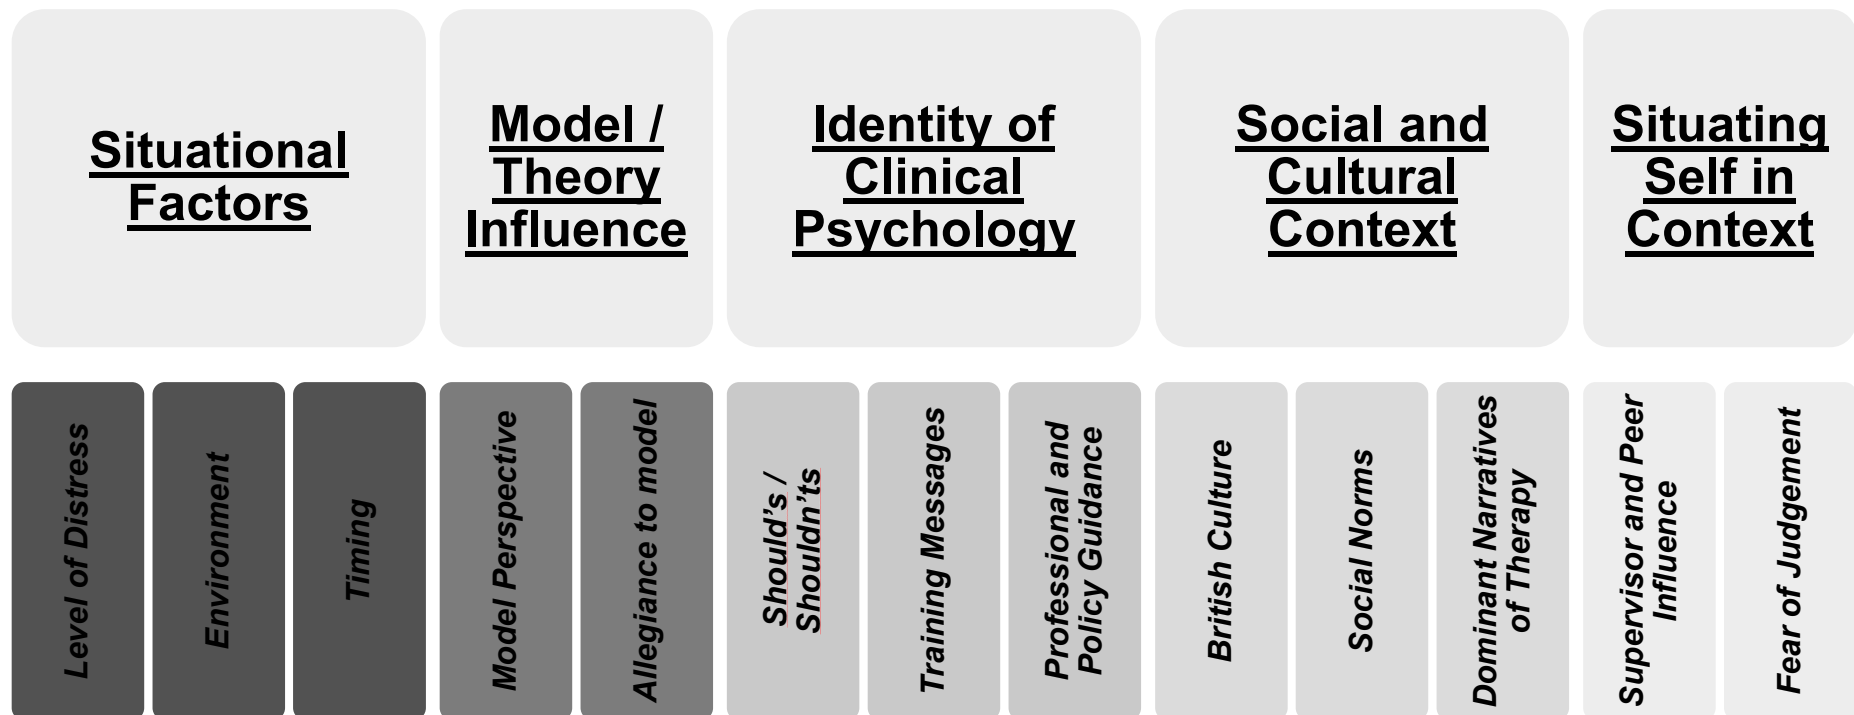 Situational
Factors
Model /
Theory
Influence
Identity of
Clinical
Psychology
Social and
Cultural
Context
Situating
Self in
Context
Level of Distress
Environment
Timing
Model Perspective
Allegiance to model
Should's /
Shouldn'ts
Training Messages
Professional and
Policy Guidance
British Culture
Social Norms
Dominant Narratives
of Therapy
Supervisor and Peer
Influence
Fear of Judgement